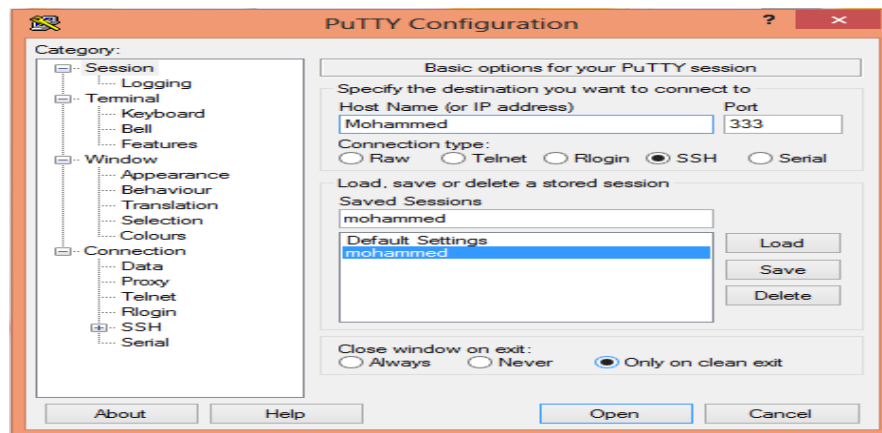 PuTTY Configuration
?
×
Category:
Session
Logging
Terminal
Keyboard
Bell
Features
Window
Appearance
Behaviour
Translation
Selection
Colours
Connection
Data
Proxy
Telnet
Rlogin
SSH
Serial
Basic options for your PuTTY session
Specify the destination you want to connect to
Host Name (or IP address) Port
Mohammed 333
Connection type:
Raw Telnet Rlogin SSH Serial
Load, save or delete a stored session
Saved Sessions
mohammed
Default Settings
mohammed
Load
Save
Delete
Close window on exit:
Always Never Only on clean exit
About Help Open Cancel